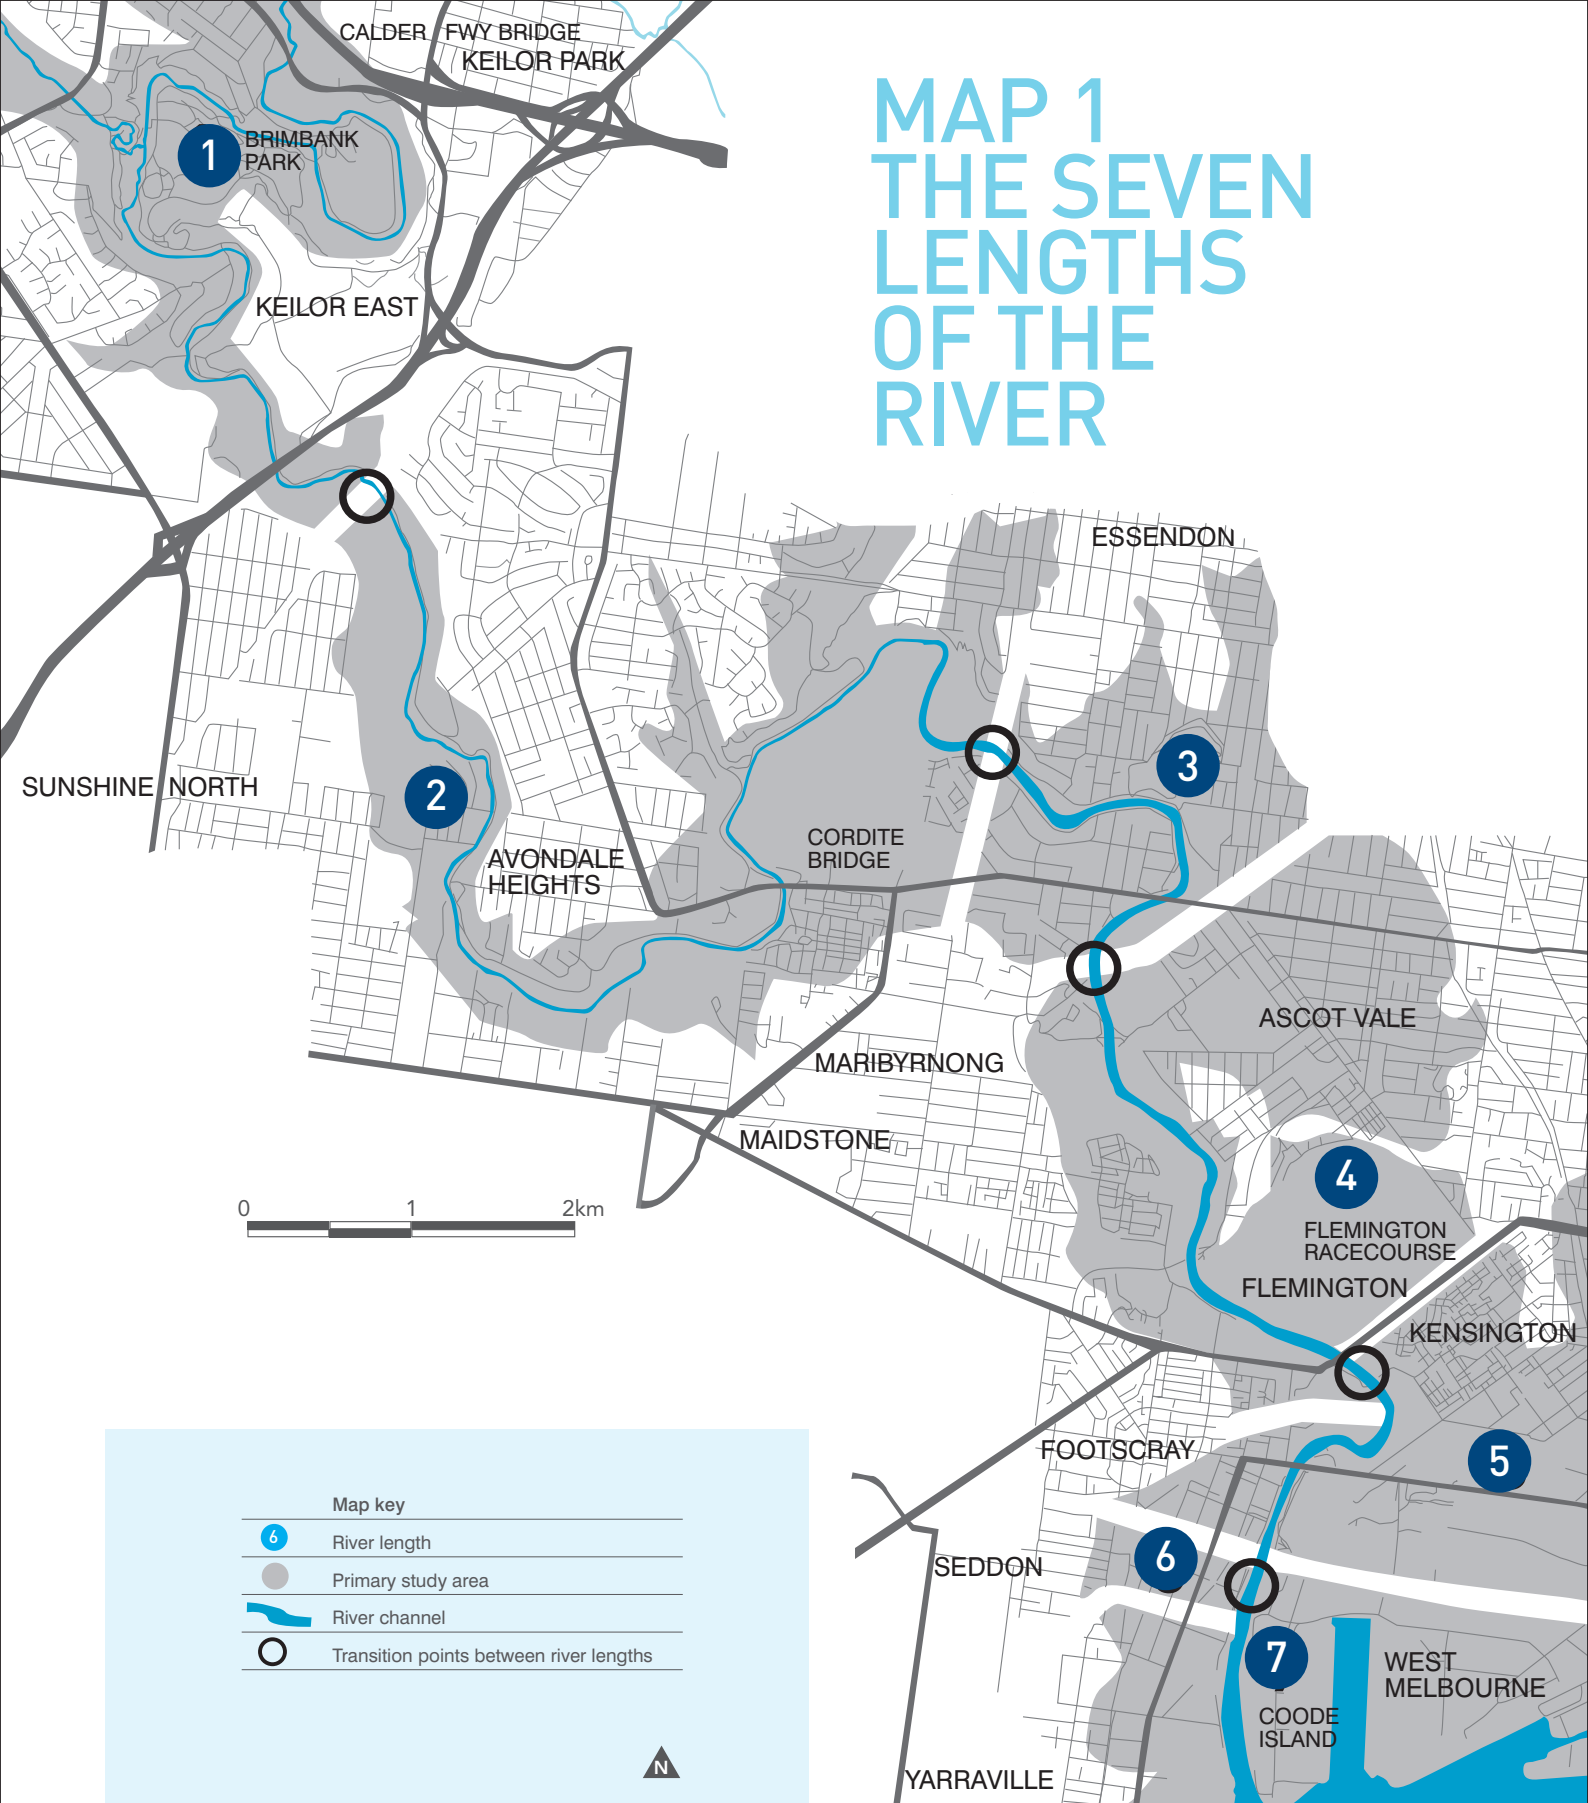 CALDER FWY BRIDGE
KEILOR PARK
MAP 1
THE SEVEN
LENGTHS
OF THE
RIVER
1
BRIMBANK
PARK
KEILOR EAST
ESSENDON
3
SUNSHINE NORTH
2
CORDITE
BRIDGE
AVONDALE
HEIGHTS
ASCOT VALE
MARIBYRNONG
MAIDSTONE
4
0 1 2km
FLEMINGTON
RACECOURSE
FLEMINGTON
KENSINGTON
FOOTSCRAY
5
Map key
6 River length
Primary study area
River channel
Transition points between river lengths
N
6
SEDDON
7
WEST
MELBOURNE
COODE
ISLAND
YARRAVILLE